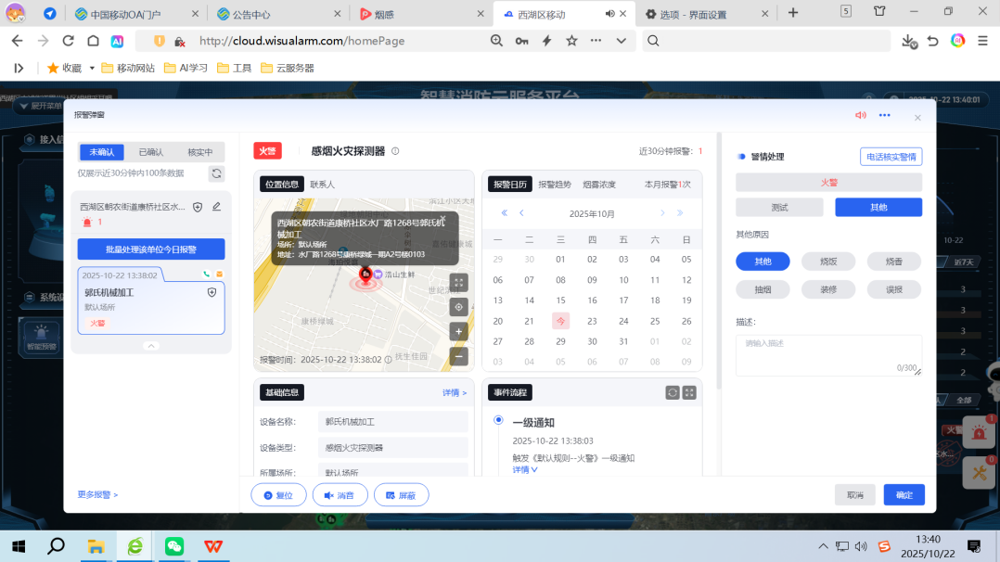 中国移动OA门户
公告中心
烟感
西湖区移动
选项 - 界面设置
5
http://cloud.wisualarm.com/homePage
收藏
移动网站
AI学习
工具
云服务器
智慧消防云服务平台
展开菜单
2025-10-22 13:40:01
报警弹窗
未确认
已确认
核实中
仅展示近30分钟内100条数据
西湖区朝农街道康桥社区水...
1
批量处理该单位今日报警
2025-10-22 13:38:02
郭氏机械加工
默认场所
火警
更多报警 >
火警
感烟火灾探测器
近30分钟报警: 1
位置信息
联系人
西湖区朝农街道康桥社区水厂路1268号郭氏机械加工
场所: 默认场所
地址: 水厂路1268号康桥绿城一期A2号楼0103
浩山生鲜
康桥绿城
抚生佳园
报警时间: 2025-10-22 13:38:02
报警日历
报警趋势
烟雾浓度
本月报警1次
2025年10月
一 二 三 四 五 六 日
29 30 01 02 03 04 05
06 07 08 09 10 11 12
13 14 15 16 17 18 19
20 21 今 23 24 25 26
27 28 29 30 31 01 02
03 04 05 06 07 08 09
基础信息
详情 >
设备名称:
郭氏机械加工
设备类型:
感烟火灾探测器
所属场所:
默认场所
事件流程
一级通知
2025-10-22 13:38:03
触发《默认规则--火警》一级通知
详情
复位
消音
屏蔽
警情处理
电话核实警情
火警
测试
其他
其他原因
其他
烧饭
烧香
抽烟
装修
误报
描述:
请输入描述
0/300
取消
确定
接入信
系统设
智能预警
10-22
近7天
3
3
3
2
2
全部
火警
1
0
13:40
2025/10/22